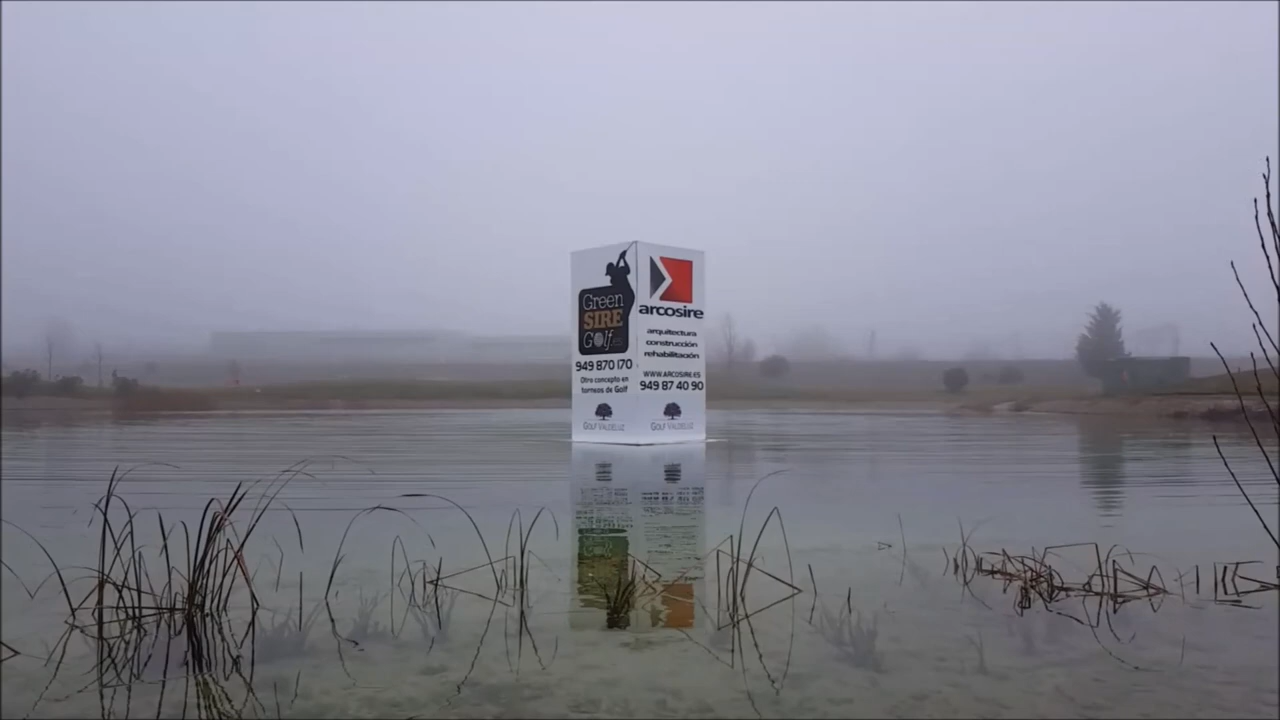 Green
SIRE
Golf.es
949 870 170
Otro concepto en
torneos de Golf
GOLF VALDELUZ
arcosire
arquitectura
construcción
rehabilitación
WWW.ARCOSIRE.ES
949 87 40 90
GOLF VALDELUZ